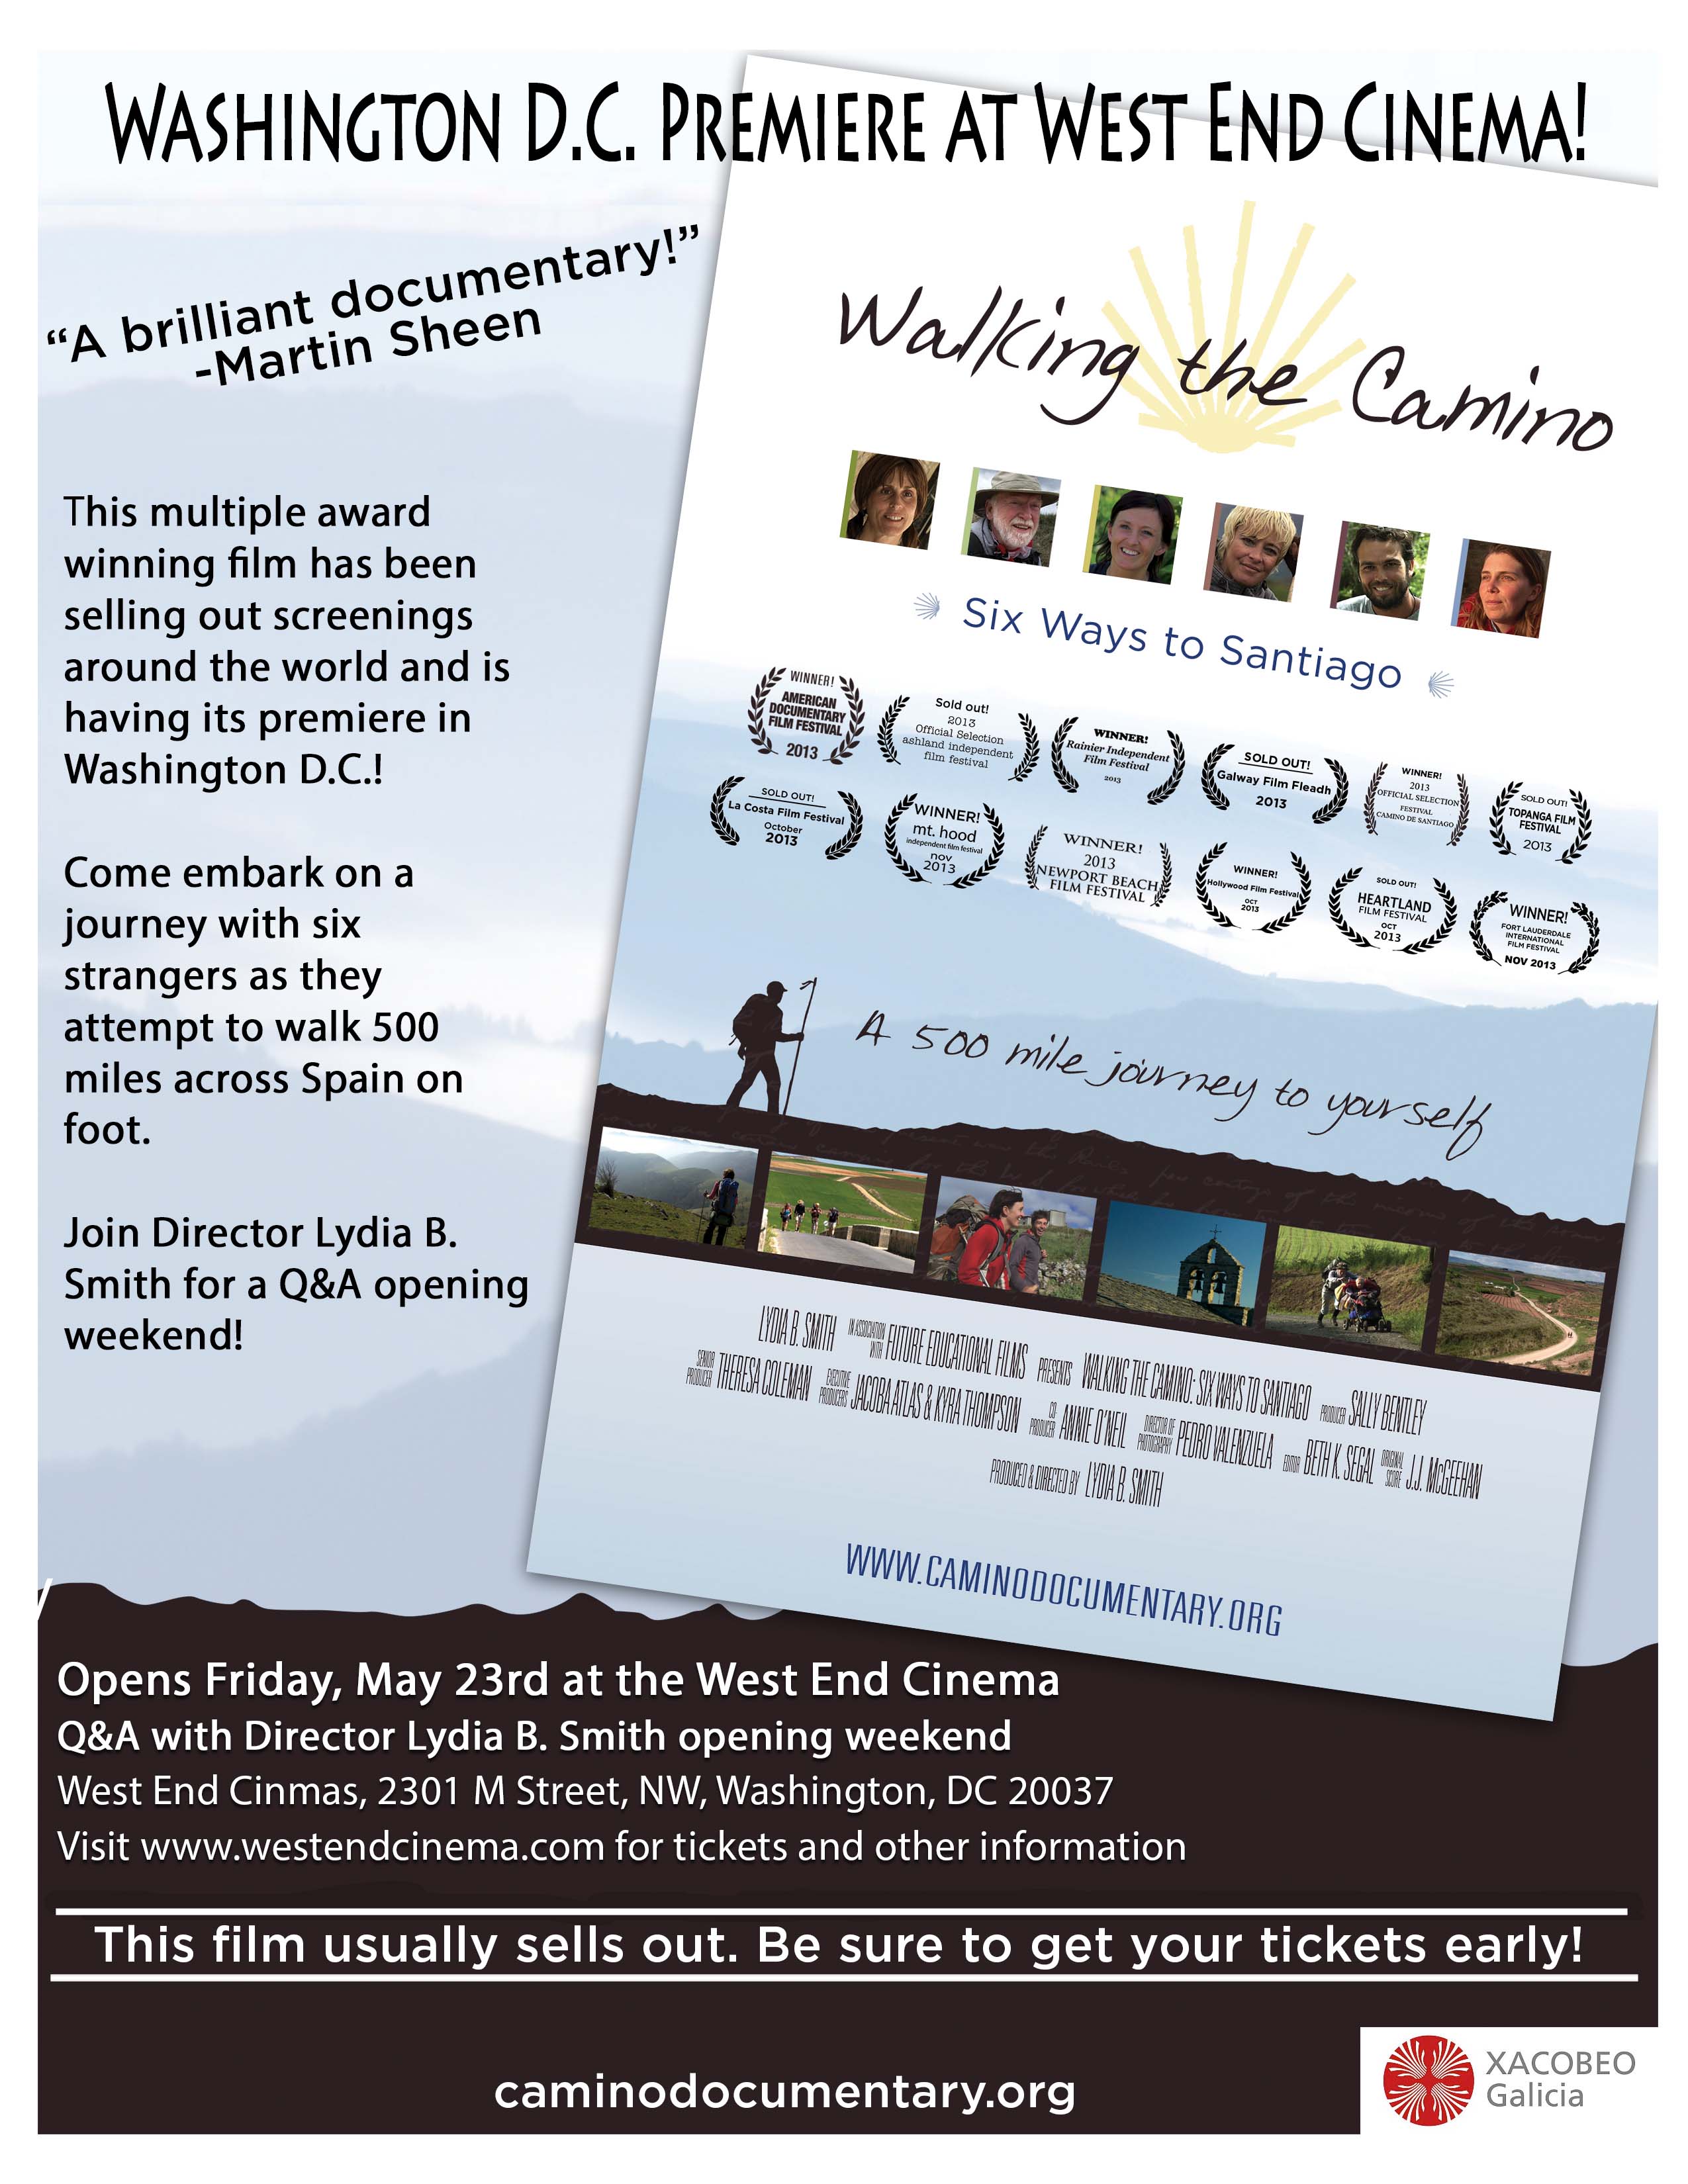 WASHINGTON D.C. PREMIERE AT WEST END CINEMA!
“A brilliant documentary!”
-Martin Sheen
This multiple award
winning film has been
selling out screenings
around the world and is
having its premiere in
Washington D.C.!
Come embark on a
journey with six
strangers as they
attempt to walk 500
miles across Spain on
foot.
Join Director Lydia B.
Smith for a Q&A opening
weekend!
Walking the Camino
Six Ways to Santiago
WINNER!
AMERICAN
DOCUMENTARY
FILM FESTIVAL
2013
Sold out!
2013
Official Selection
ashland independent
film festival
WINNER!
Rainier Independent
Film Festival
2013
SOLD OUT!
Galway Film Fleadh
2013
WINNER!
2013
OFFICIAL SELECTION
FESTIVAL
CAMINO DE SANTIAGO
SOLD OUT!
TOPANGA FILM
FESTIVAL
2013
SOLD OUT!
La Costa Film Festival
October
2013
WINNER!
mt. hood
independent film festival
nov
2013
WINNER!
2013
NEWPORT BEACH
FILM FESTIVAL
WINNER!
Hollywood Film Festival
OCT
2013
SOLD OUT!
HEARTLAND
FILM FESTIVAL
OCT
2013
WINNER!
FORT LAUDERDALE
INTERNATIONAL
FILM FESTIVAL
NOV 2013
A 500 mile journey to yourself
LYDIA B. SMITH IN ASSOCIATION WITH FUTURE EDUCATIONAL FILMS PRESENTS WALKING THE CAMINO: SIX WAYS TO SANTIAGO PRODUCER SALLY BENTLEY
SENIOR PRODUCER THERESA COLEMAN EXECUTIVE PRODUCERS JACOBA ATLAS & KYRA THOMPSON CO PRODUCER ANNIE O'NEIL DIRECTOR OF PHOTOGRAPHY PEDRO VALENZUELA EDITOR BETH K. SEGAL ORIGINAL SCORE J.J. McGEEHAN
PRODUCED & DIRECTED BY LYDIA B. SMITH
WWW.CAMINODOCUMENTARY.ORG
Opens Friday, May 23rd at the West End Cinema
Q&A with Director Lydia B. Smith opening weekend
West End Cinmas, 2301 M Street, NW, Washington, DC 20037
Visit www.westendcinema.com for tickets and other information
This film usually sells out. Be sure to get your tickets early!
caminodocumentary.org
XACOBEO
Galicia